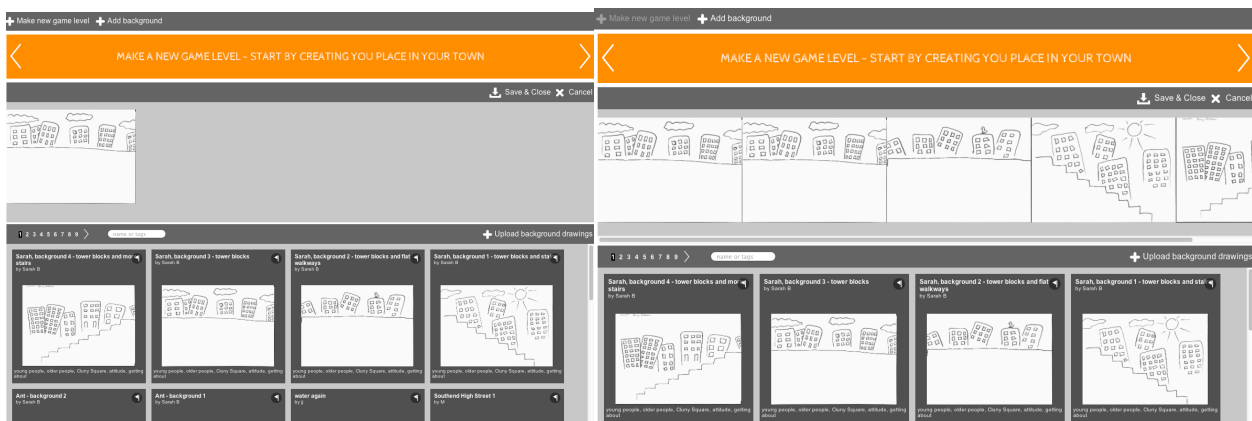 Make new game level Add background
MAKE A NEW GAME LEVEL - START BY CREATING YOU PLACE IN YOUR TOWN
Save & Close Cancel
1 2 3 4 5 6 7 8 9 name or tags Upload background drawings
Sarah, background 4 - tower blocks and mo
stairs
by Sarah B
young people, older people, Cluny Square, attitude, getting
about
Sarah, background 3 - tower blocks
by Sarah B
young people, older people, Cluny Square, attitude, getting
about
Sarah, background 2 - tower blocks and flat
walkways
by Sarah B
young people, older people, Cluny Square, attitude, getting
about
Sarah, background 1 - tower blocks and sta
by Sarah B
young people, older people, Cluny Square, attitude, getting
about
Ant - background 2
by Sarah B
Ant - background 1
by Sarah B
water again
by jj
Southend High Street 1
by M
Make new game level Add background
MAKE A NEW GAME LEVEL - START BY CREATING YOU PLACE IN YOUR TOWN
Save & Close Cancel
1 2 3 4 5 6 7 8 9 name or tags Upload background drawings
Sarah, background 4 - tower blocks and mo
stairs
by Sarah B
young people, older people, Cluny Square, attitude, getting
about
Sarah, background 3 - tower blocks
by Sarah B
young people, older people, Cluny Square, attitude, getting
about
Sarah, background 2 - tower blocks and flat
walkways
by Sarah B
young people, older people, Cluny Square, attitude, getting
about
Sarah, background 1 - tower blocks and sta
by Sarah B
young people, older people, Cluny Square, attitude, getting
about